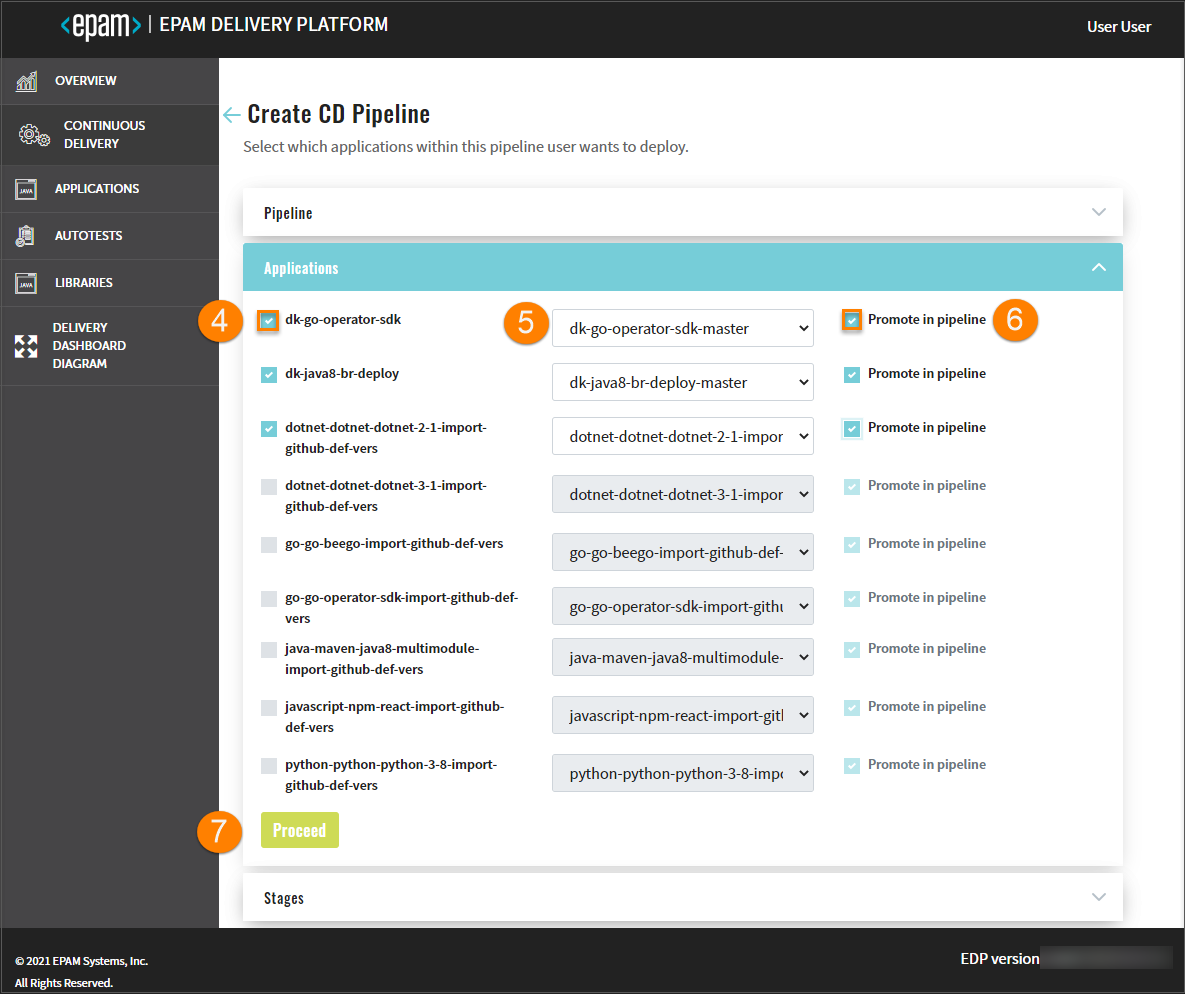 <epam> | EPAM DELIVERY PLATFORM
User User
OVERVIEW
CONTINUOUS
DELIVERY
JAVA APPLICATIONS
AUTOTESTS
JAVA LIBRARIES
DELIVERY
DASHBOARD
DIAGRAM
Create CD Pipeline
Select which applications within this pipeline user wants to deploy.
Pipeline
Applications
4 dk-go-operator-sdk 5 dk-go-operator-sdk-master Promote in pipeline 6
dk-java8-br-deploy dk-java8-br-deploy-master Promote in pipeline
dotnet-dotnet-dotnet-2-1-import- dotnet-dotnet-dotnet-2-1-impor Promote in pipeline
github-def-vers
dotnet-dotnet-dotnet-3-1-import- dotnet-dotnet-dotnet-3-1-impor Promote in pipeline
github-def-vers
go-go-beego-import-github-def-vers go-go-beego-import-github-def- Promote in pipeline
go-go-operator-sdk-import-github-def- go-go-operator-sdk-import-githu Promote in pipeline
vers
java-maven-java8-multimodule- java-maven-java8-multimodule- Promote in pipeline
import-github-def-vers
javascript-npm-react-import-github- javascript-npm-react-import-gitl Promote in pipeline
def-vers
python-python-python-3-8-import- python-python-python-3-8-impo Promote in pipeline
github-def-vers
7 Proceed
Stages
© 2021 EPAM Systems, Inc.
All Rights Reserved.
EDP version